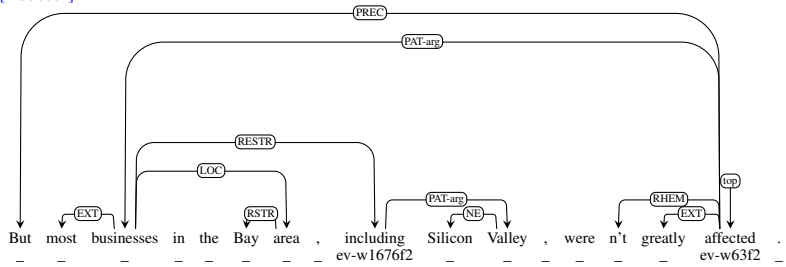 PREC
PAT-arg
RESTR
LOC
top
PAT-arg
RHEM
EXT
RSTR
NE
EXT
But most businesses in the Bay area , including Silicon Valley , were n't greatly affected .
_ _ _ _ _ _ _ _ ev-w1676f2 _ _ _ _ _ _ ev-w63f2 _